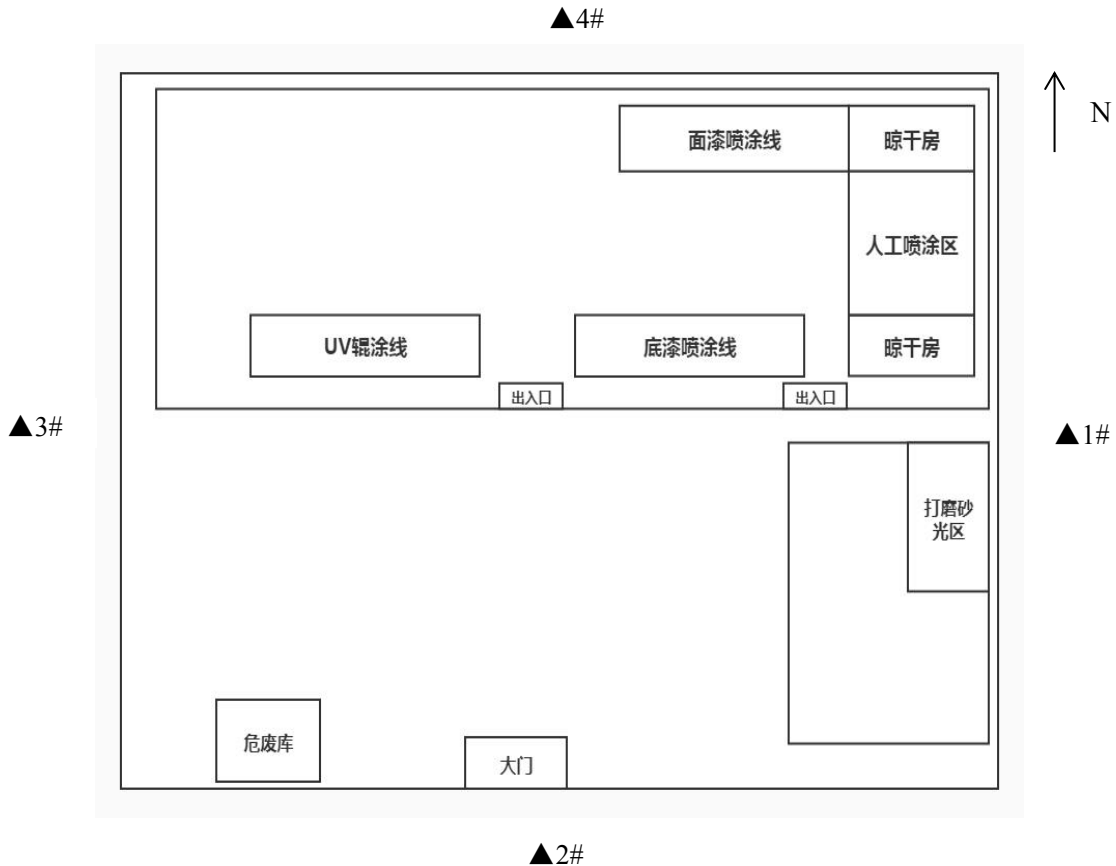 ▲4#
N
面漆喷涂线
晾干房
人工喷涂区
UV辊涂线
底漆喷涂线
晾干房
出入口
出入口
▲3#
▲1#
打磨砂
光区
危废库
大门
▲2#